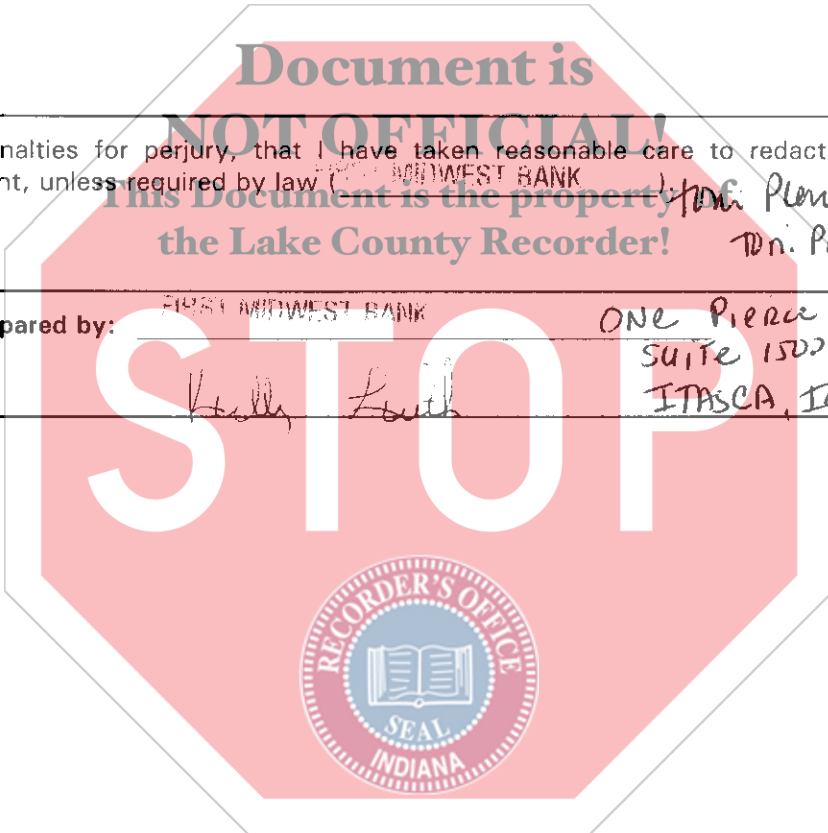 Document is
NOT OFFICIAL!
nalties for perjury, that I have taken reasonable care to redact
nt, unless required by law ( MIDWEST BANK )
This Document is the property of
the Lake County Recorder!
pared by: FIRST MIDWEST BANK
ONE PIERCE
SUITE 1500
ITASCA,
STOP
RECORDER'S OFFICE
SEAL
INDIANA